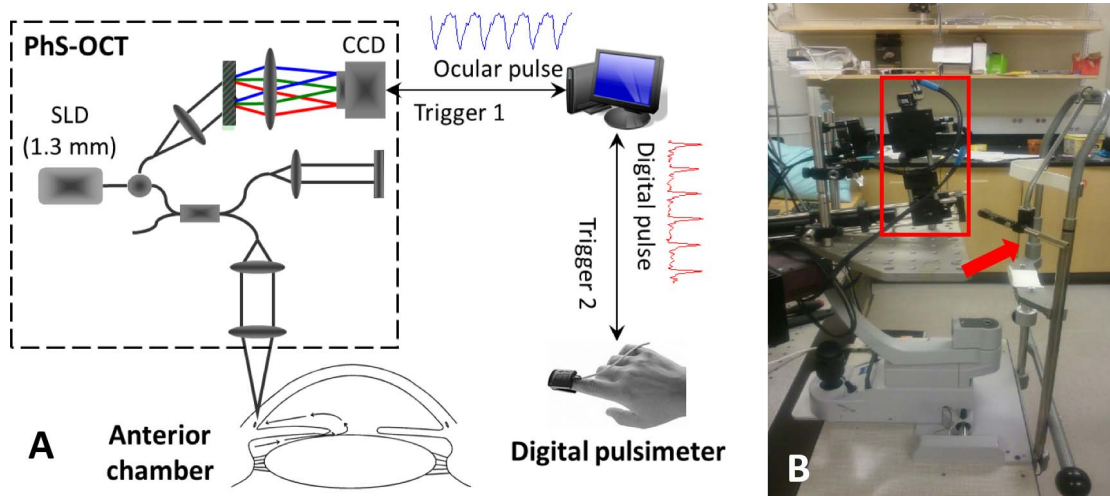 PhS-OCT
CCD
SLD
(1.3 mm)
Ocular pulse
Trigger 1
Digital pulse
Trigger 2
A
Anterior
chamber
Digital pulsimeter
B